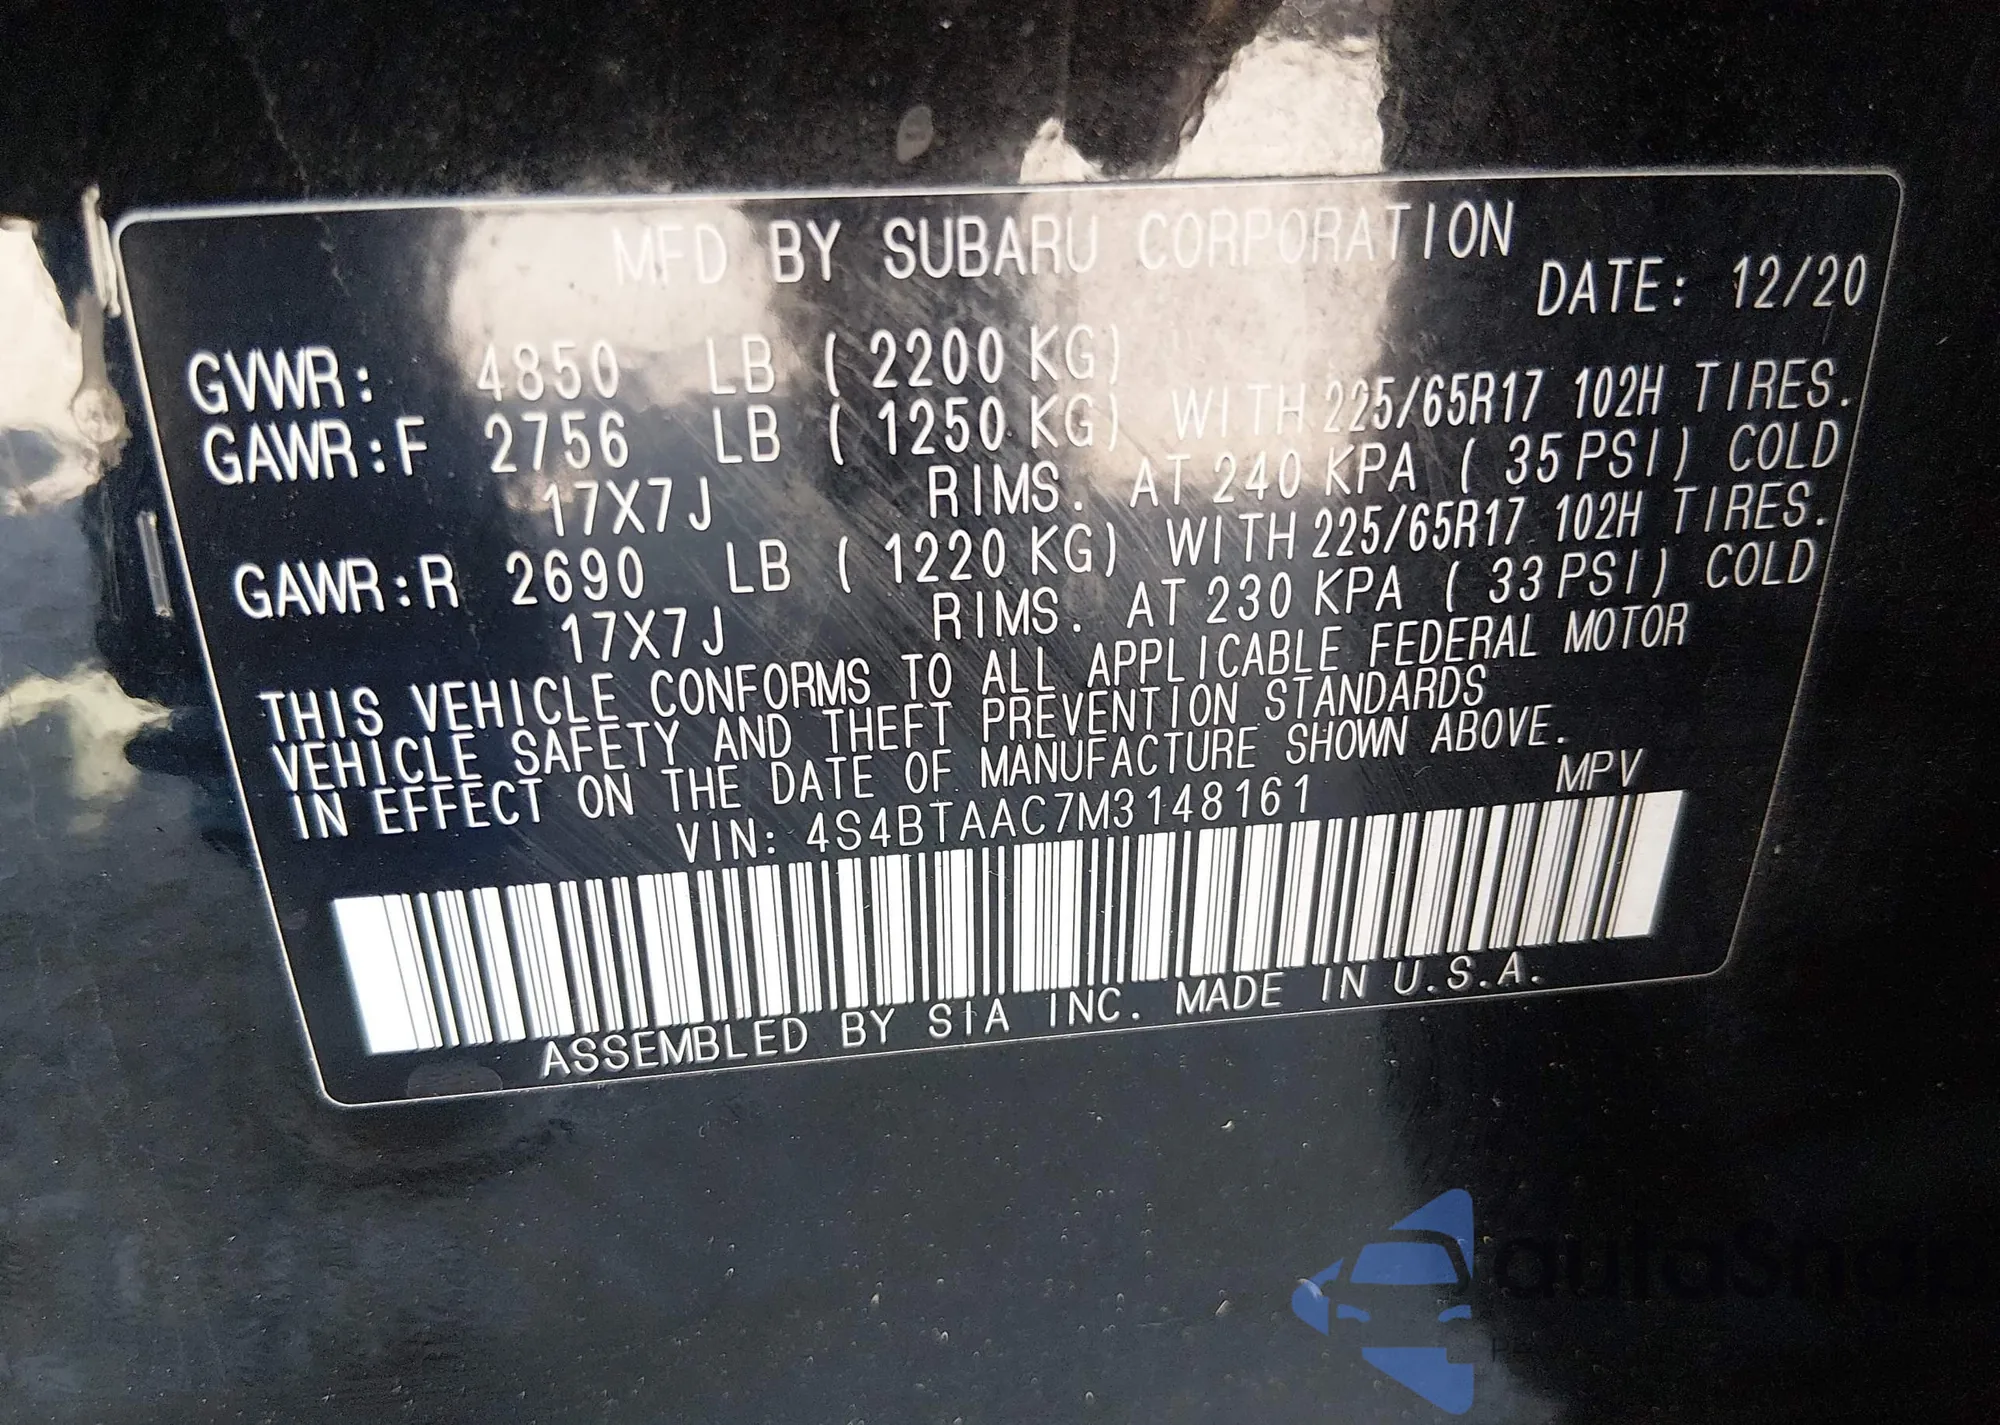 MFD BY SUBARU CORPORATION
DATE: 12/20
GVWR: 4850 LB ( 2200 KG)
GAWR:F 2756 LB ( 1250 KG) WITH 225/65R17 102H TIRES.
17X7J RIMS. AT 240 KPA ( 35 PSI) COLD
GAWR:R 2690 LB ( 1220 KG) WITH 225/65R17 102H TIRES.
17X7J RIMS. AT 230 KPA ( 33 PSI) COLD
THIS VEHICLE CONFORMS TO ALL APPLICABLE FEDERAL MOTOR
VEHICLE SAFETY AND THEFT PREVENTION STANDARDS
IN EFFECT ON THE DATE OF MANUFACTURE SHOWN ABOVE.
VIN: 4S4BTAAC7M3148161 MPV
ASSEMBLED BY SIA INC. MADE IN U.S.A.